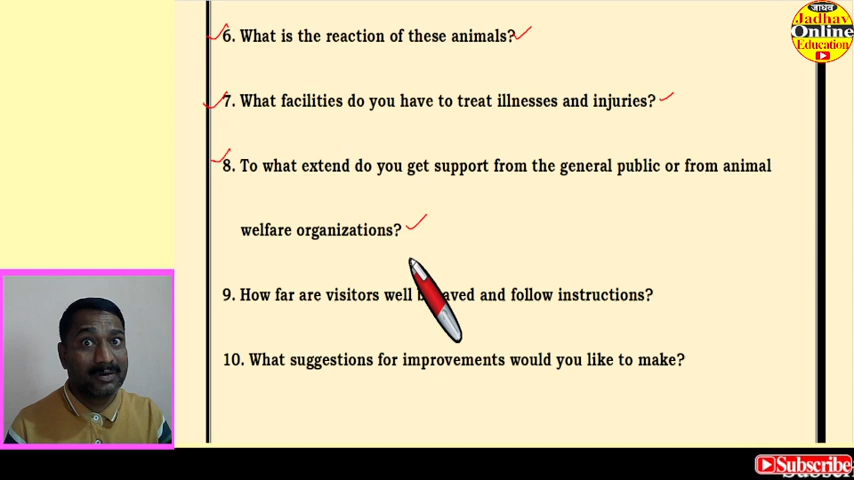 जाधव
Jadhav
Online
Education
6. What is the reaction of these animals?
7. What facilities do you have to treat illnesses and injuries?
8. To what extend do you get support from the general public or from animal
welfare organizations?
9. How far are visitors well b aved and follow instructions?
10. What suggestions for improvements would you like to make?
Subscribe